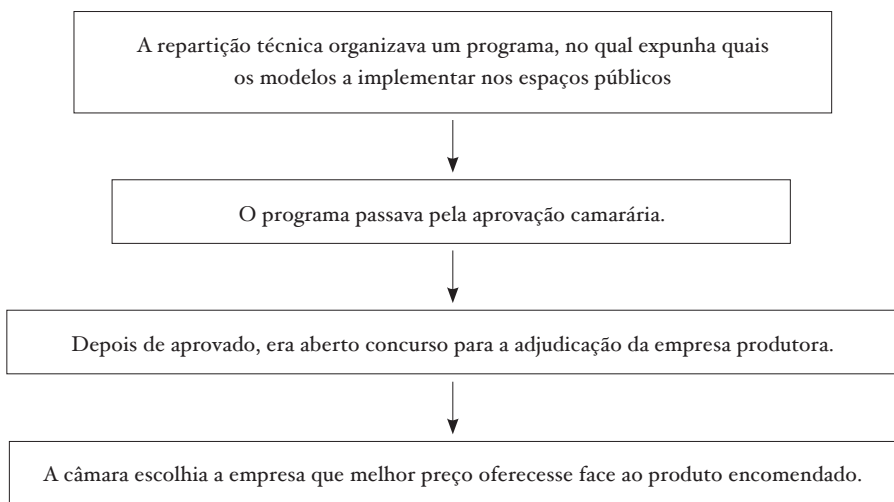 A repartição técnica organizava um programa, no qual expunha quais
os modelos a implementar nos espaços públicos
O programa passava pela aprovação camarária.
Depois de aprovado, era aberto concurso para a adjudicação da empresa produtora.
A câmara escolhia a empresa que melhor preço oferecesse face ao produto encomendado.